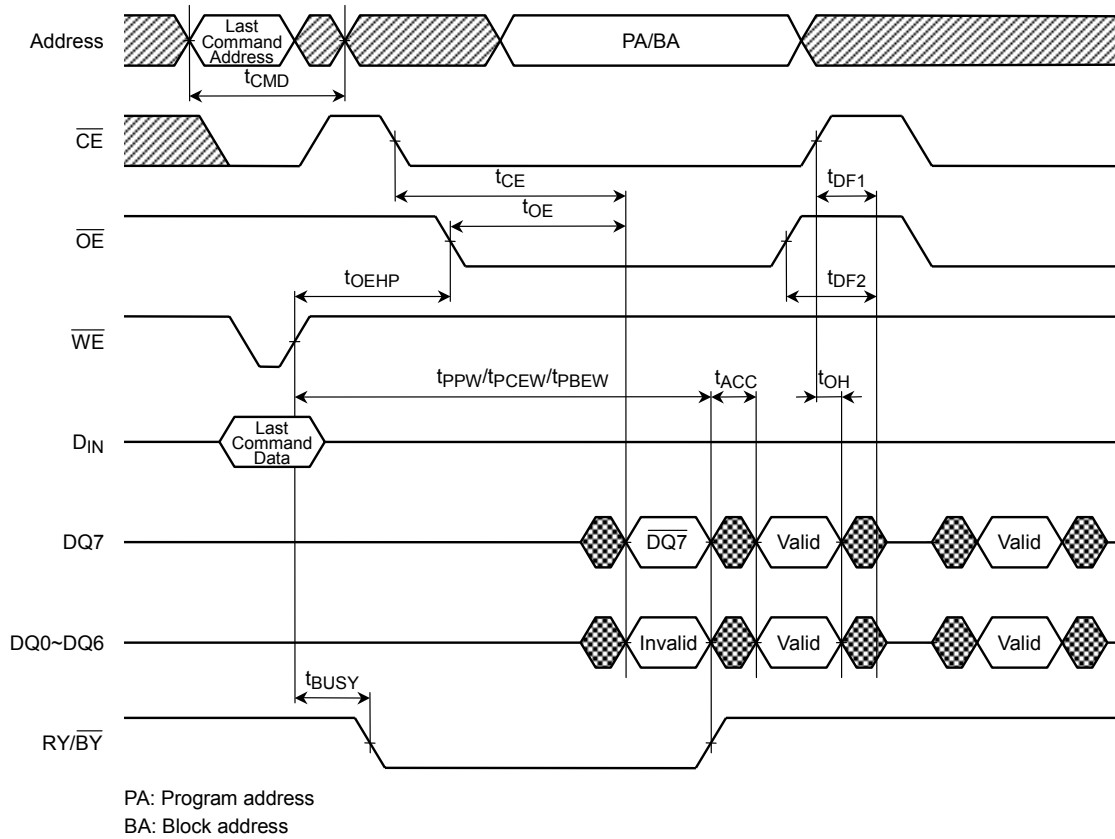 Address
Last
Command
Address
PA/BA
tCMD
CE
tCE
tDF1
tOE
OE
tOEHP
tDF2
WE
tPPW/tPCEW/tPBEW
tACC
tOH
DIN
Last
Command
Data
DQ7
DQ7
Valid
Valid
DQ0~DQ6
Invalid
Valid
Valid
tBUSY
RY/BY
PA: Program address
BA: Block address